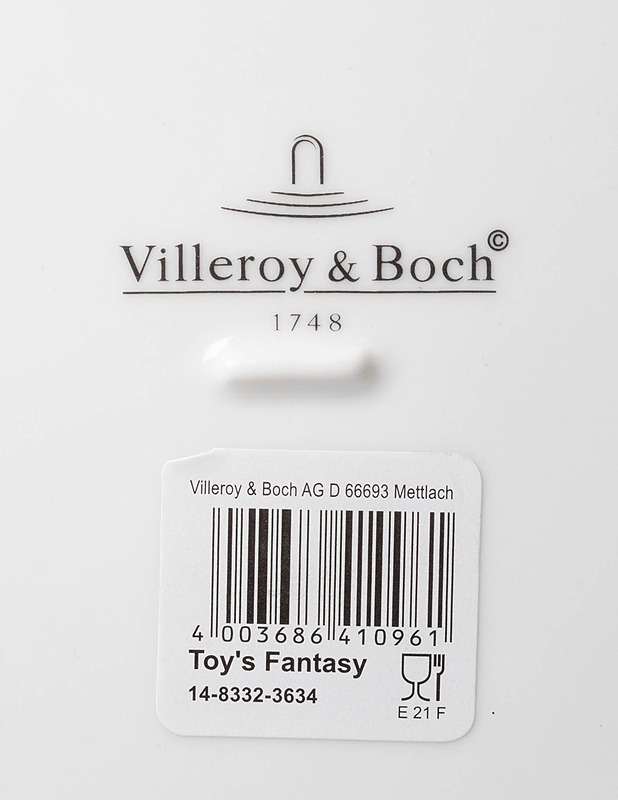 Villeroy & Boch©
1748
Villeroy & Boch AG D 66693 Mettlach
4 003686 410961
Toy's Fantasy
14-8332-3634
E 21 F